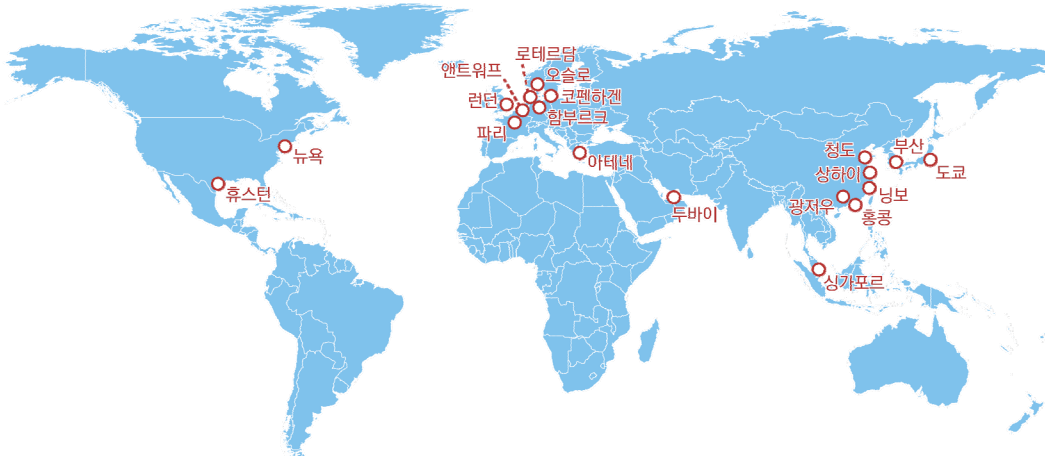 로테르담
앤트워프
오슬로
런던
코펜하겐
함부르크
파리
아테네
뉴욕
휴스턴
두바이
청도
부산
상하이
도쿄
닝보
광저우
홍콩
싱가포르